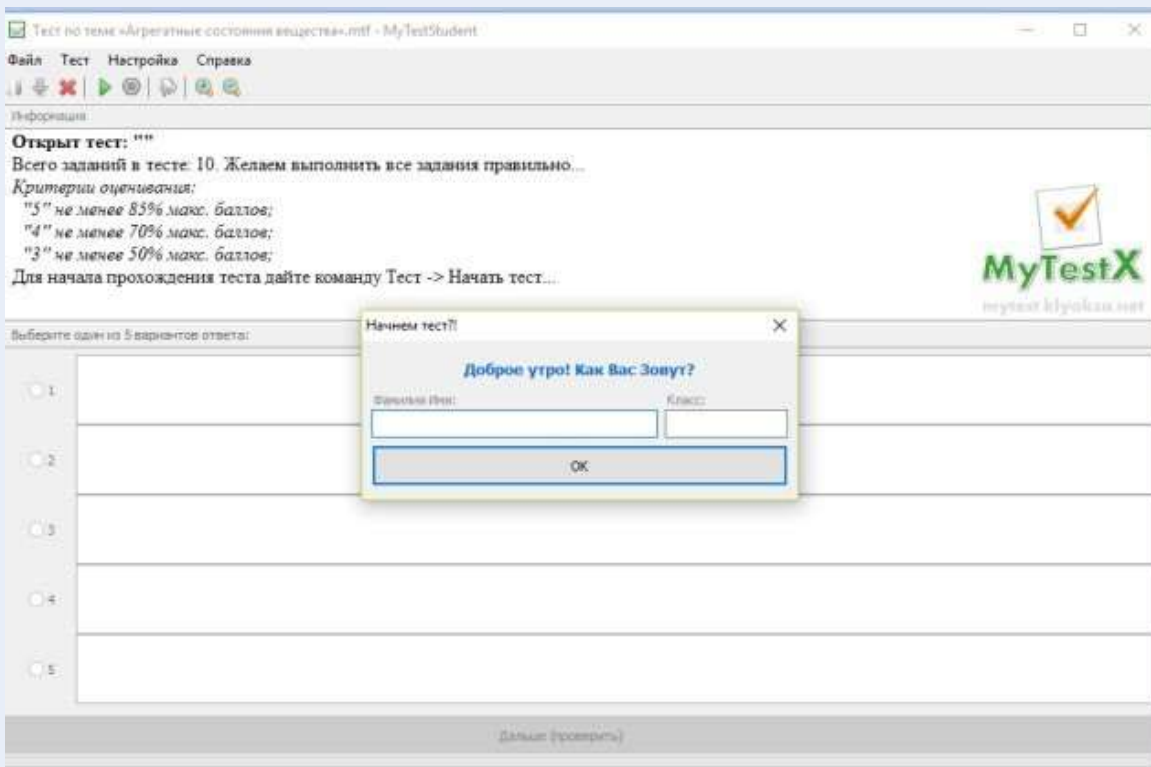 Тест по теме «Агрегатные состояния вещества».mtf - MyTestStudent
Файл Тест Настройка Справка
Информация
Открыт тест: ""
Всего заданий в тесте: 10. Желаем выполнить все задания правильно...
Критерии оценивания:
"5" не менее 85% макс. баллов;
"4" не менее 70% макс. баллов;
"3" не менее 50% макс. баллов;
Для начала прохождения теста дайте команду Тест -> Начать тест...
MyTestX
mytest.klyaksa.net
Выберите один из 5 вариантов ответа:
Начнем тест?!
Доброе утро! Как Вас Зовут?
Фамилия Имя: Класс:
OK
1
2
3
4
5
Дальше (проверить)